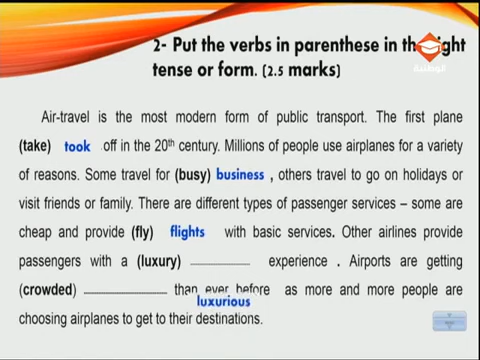 2- Put the verbs in parenthese in the right
tense or form. (2.5 marks)
الوطنية
Air-travel is the most modern form of public transport. The first plane
(take) took off in the 20th century. Millions of people use airplanes for a variety
of reasons. Some travel for (busy) business , others travel to go on holidays or
visit friends or family. There are different types of passenger services – some are
cheap and provide (fly) flights with basic services. Other airlines provide
passengers with a (luxury) ........................ experience . Airports are getting
(crowded) ................................. than ever before as more and more people are
luxurious
choosing airplanes to get to their destinations.